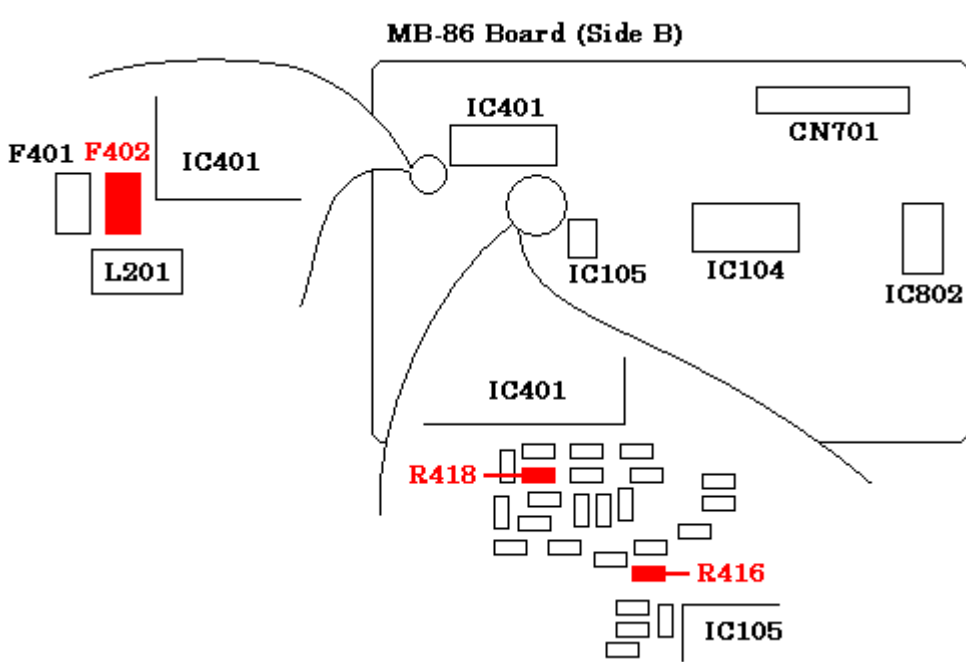 MB-86 Board (Side B)
IC401
CN701
F401 F402 IC401
L201
IC105
IC104
IC802
IC401
R418
R416
IC105